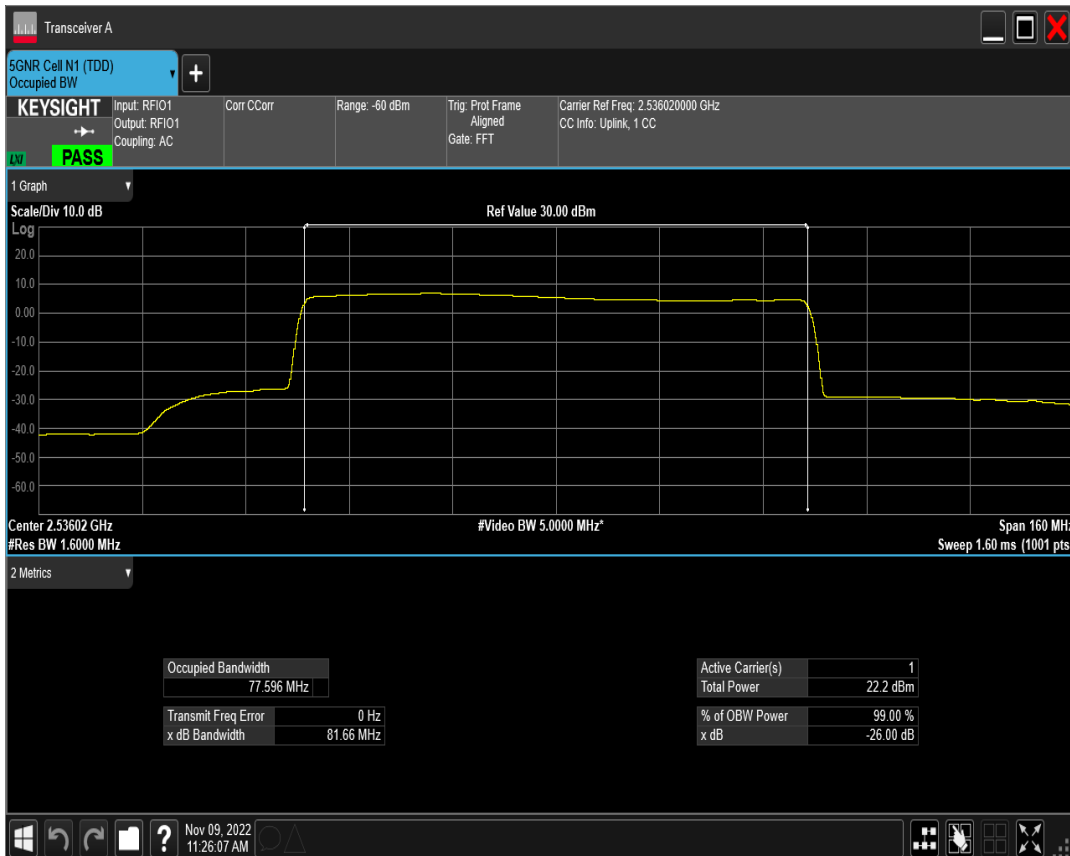 Transceiver A
5GNR Cell N1 (TDD)
Occupied BW
+
KEYSIGHT
LXI
PASS
Input: RFIO1
Output: RFIO1
Coupling: AC
Corr CCorr
Range: -60 dBm
Trig: Prot Frame
Aligned
Gate: FFT
Carrier Ref Freq: 2.536020000 GHz
CC Info: Uplink, 1 CC
1 Graph
Scale/Div 10.0 dB
Ref Value 30.00 dBm
Log
20.0
10.0
0.00
-10.0
-20.0
-30.0
-40.0
-50.0
-60.0
Center 2.53602 GHz
#Video BW 5.0000 MHz*
Span 160 MHz
#Res BW 1.6000 MHz
Sweep 1.60 ms (1001 pts
2 Metrics
Occupied Bandwidth
77.596 MHz
Transmit Freq Error 0 Hz
x dB Bandwidth 81.66 MHz
Active Carrier(s) 1
Total Power 22.2 dBm
% of OBW Power 99.00 %
x dB -26.00 dB
?
Nov 09, 2022
11:26:07 AM